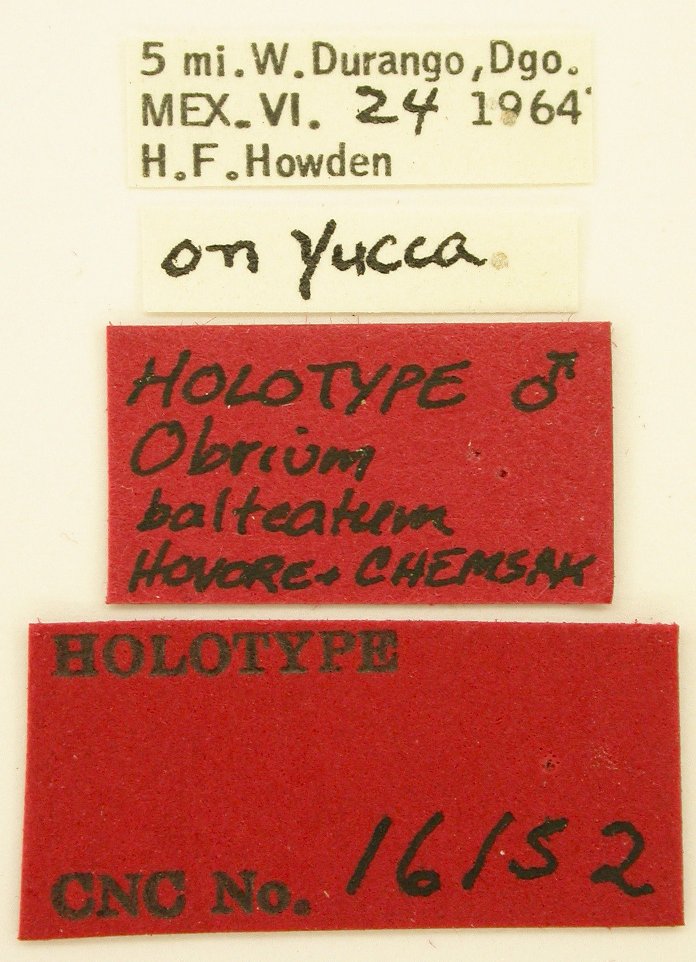 5 mi. W. Durango, Dgo.
MEX. VI. 24 1964
H. F. Howden
on Yucca
HOLOTYPE ♂
Obrium
balteatum
HOVORE + CHEMSAK
HOLOTYPE
CNC No. 16152